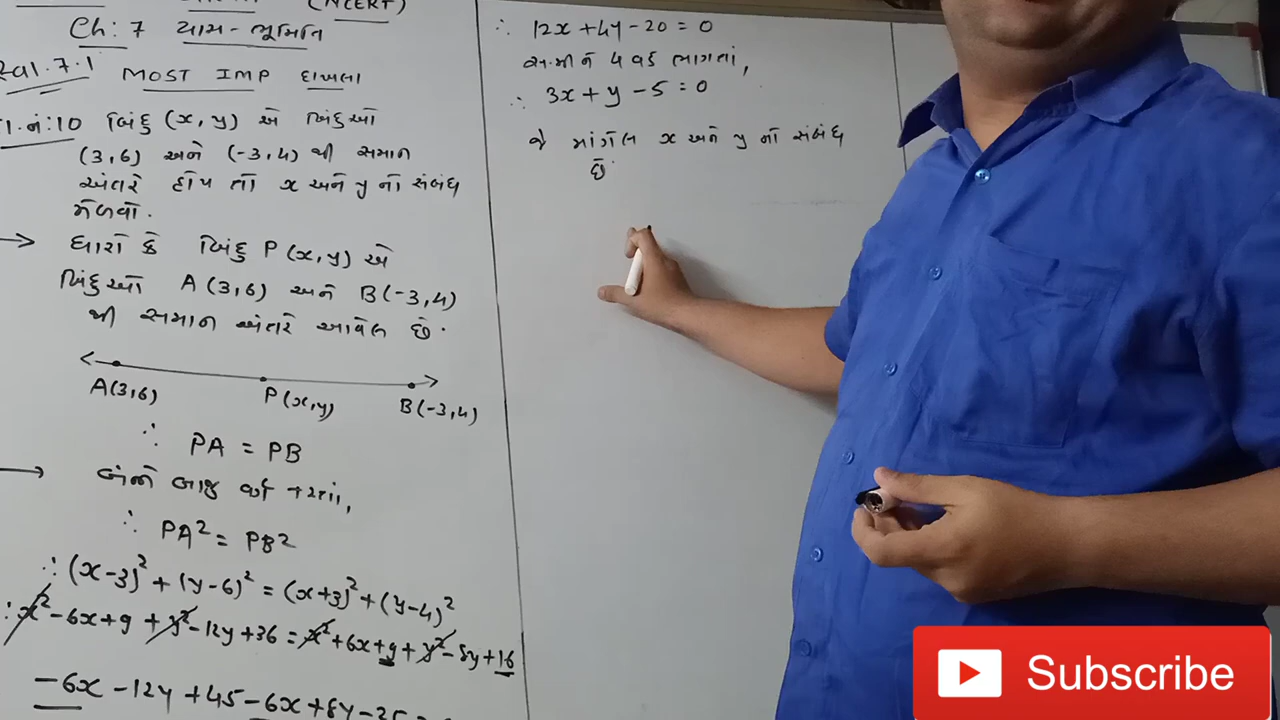 (NCERT)
Ch: 7 યામ-ભૂમિતિ
સ્વા.7.1 MOST IMP દાખલા
નં:10 બિંદુ (x, y) એ બિંદુઓ
(3,6) અને (-3,4) થી સમાન
અંતરે હોય તો x અને y નો સંબંધ
મેળવો.
→ ધારો કે બિંદુ P(x,y) એ
બિંદુઓ A(3,6) અને B(-3,4)
થી સમાન અંતરે આવેલ છે.
A(3,6) P(x,y) B(-3,4)
∴ PA = PB
→ બંને બાજુ વર્ગ કરતાં,
∴ PA² = PB²
∴ (x-3)² + (y-6)² = (x+3)² + (y-4)²
∴ x² - 6x + 9 + y² - 12y + 36 = x² + 6x + 9 + y² - 8y + 16
-6x - 12y + 45 - 6x + 8y - 25 =
∴ 12x + 4y - 20 = 0
4 વડે ભાગતાં,
∴ 3x + y - 5 = 0
જે માંગેલ x અને y નો સંબંધ
છે.
Subscribe